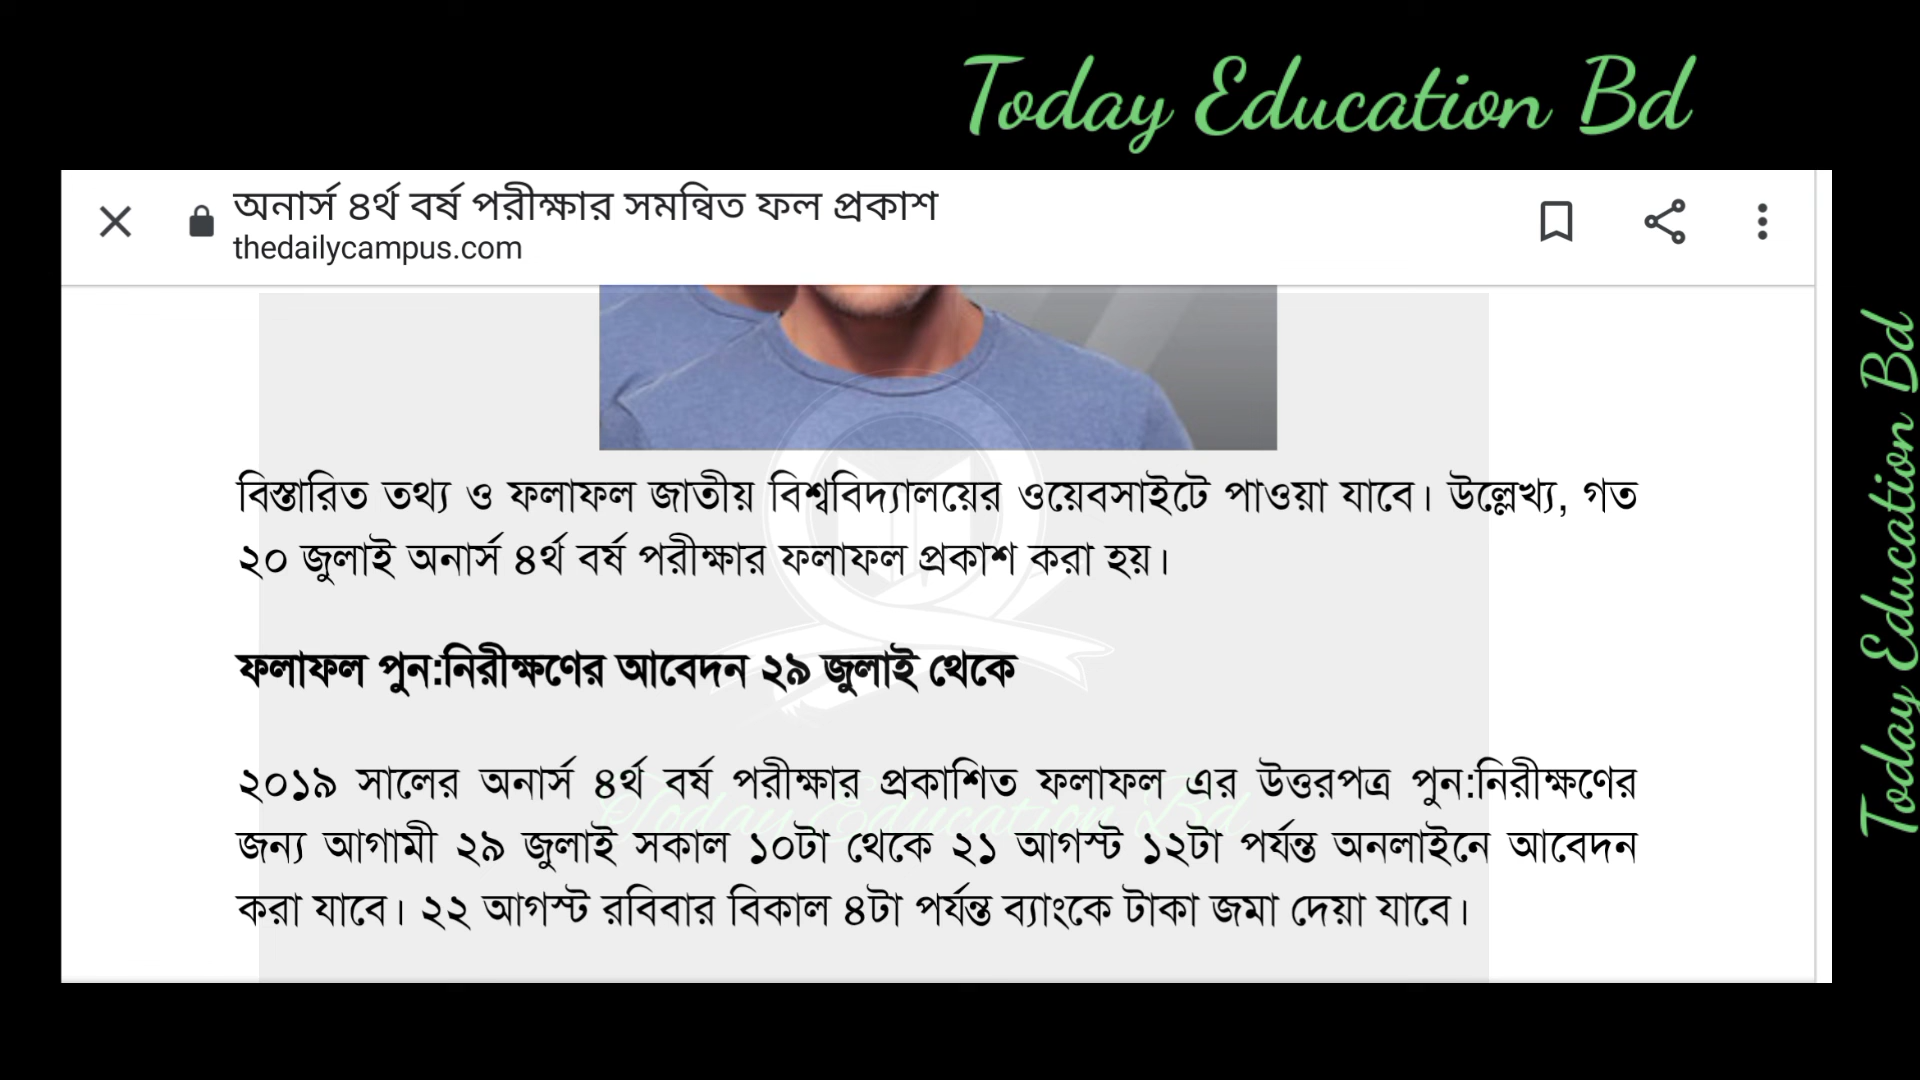 Today Education Bd
অনার্স ৪র্থ বর্ষ পরীক্ষার সমন্বিত ফল প্রকাশ
thedailycampus.com
বিস্তারিত তথ্য ও ফলাফল জাতীয় বিশ্ববিদ্যালয়ের ওয়েবসাইটে পাওয়া যাবে। উল্লেখ্য, গত
২০ জুলাই অনার্স ৪র্থ বর্ষ পরীক্ষার ফলাফল প্রকাশ করা হয়।
ফলাফল পুন:নিরীক্ষণের আবেদন ২৯ জুলাই থেকে
২০১৯ সালের অনার্স ৪র্থ বর্ষ পরীক্ষার প্রকাশিত ফলাফল এর উত্তরপত্র পুন:নিরীক্ষণের
জন্য আগামী ২৯ জুলাই সকাল ১০টা থেকে ২১ আগস্ট ১২টা পর্যন্ত অনলাইনে আবেদন
করা যাবে। ২২ আগস্ট রবিবার বিকাল ৪টা পর্যন্ত ব্যাংকে টাকা জমা দেয়া যাবে।
Today Education Bd
Today Education Bd